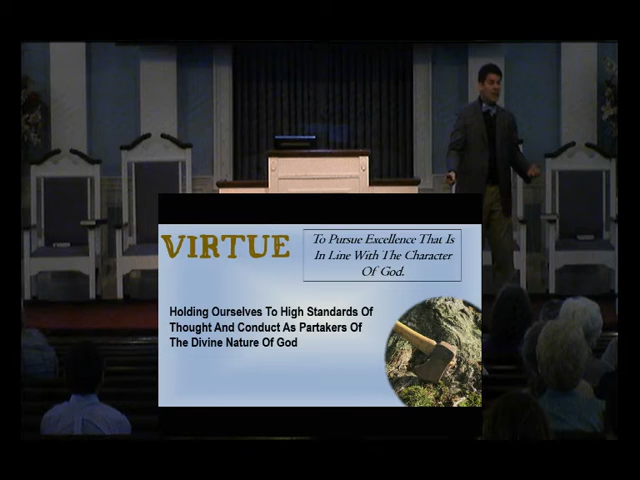 VIRTUE
To Pursue Excellence That Is
In Line With The Character
Of God.
Holding Ourselves To High Standards Of
Thought And Conduct As Partakers Of
The Divine Nature Of God